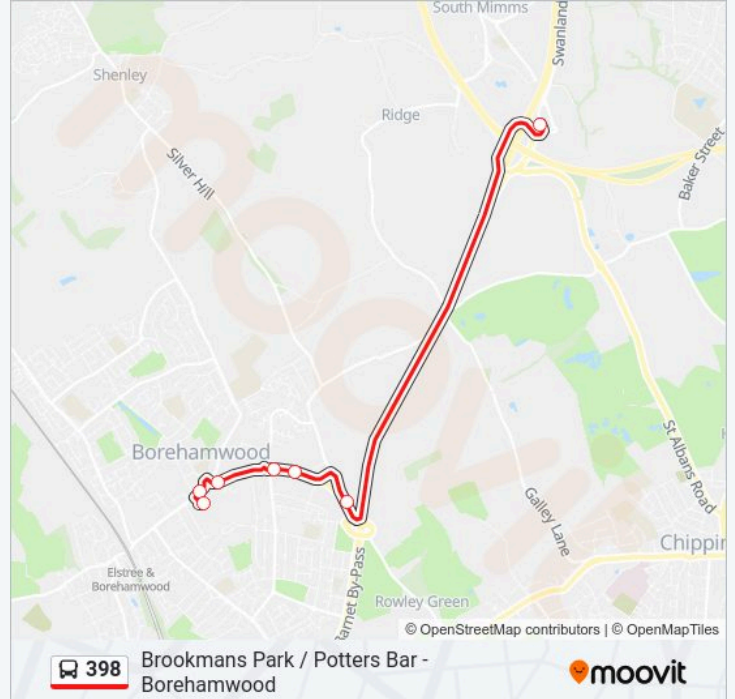 South Mimms
Swanland
Shenley
Ridge
Baker Street
Silver Hill
moovit
Borehamwood
St Albans Road
Galley Lane
Chippin
Elstree &
Borehamwood
Barnet By-Pass
Rowley Green
© OpenStreetMap contributors | © OpenMapTiles
398
Brookmans Park / Potters Bar -
Borehamwood
moovit